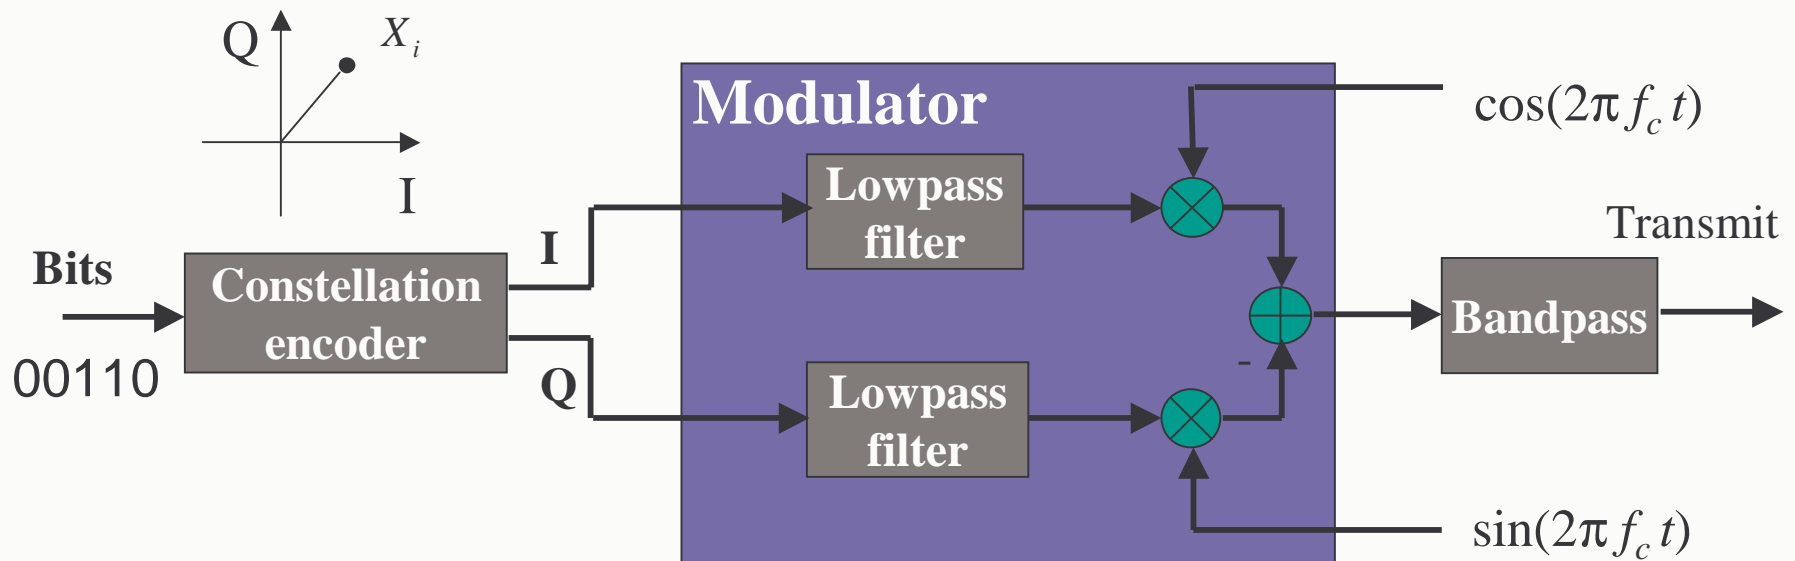 Q
X_i
I
Modulator
cos(2π f_c t)
Lowpass
filter
Transmit
Bits
I
Constellation
encoder
Bandpass
00110
Q
-
Lowpass
filter
sin(2π f_c t)